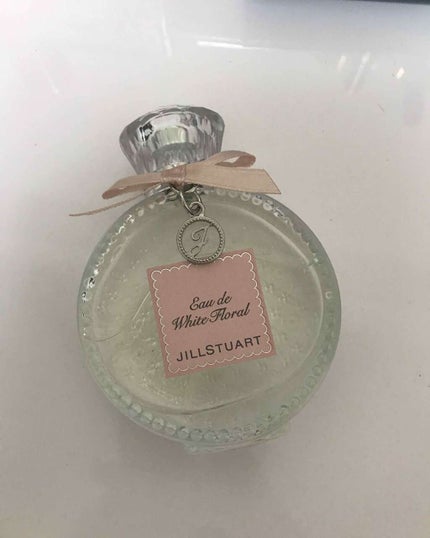 J
Eau de
White Floral
JILLSTUART